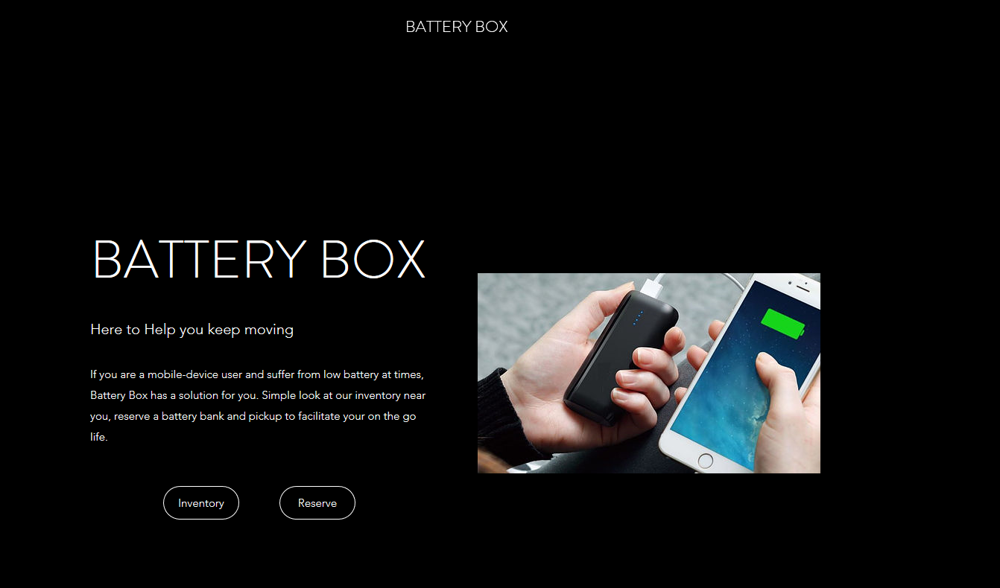 BATTERY BOX
BATTERY BOX
Here to Help you keep moving
If you are a mobile-device user and suffer from low battery at times,
Battery Box has a solution for you. Simple look at our inventory near
you, reserve a battery bank and pickup to facilitate your on the go
life.
Inventory
Reserve